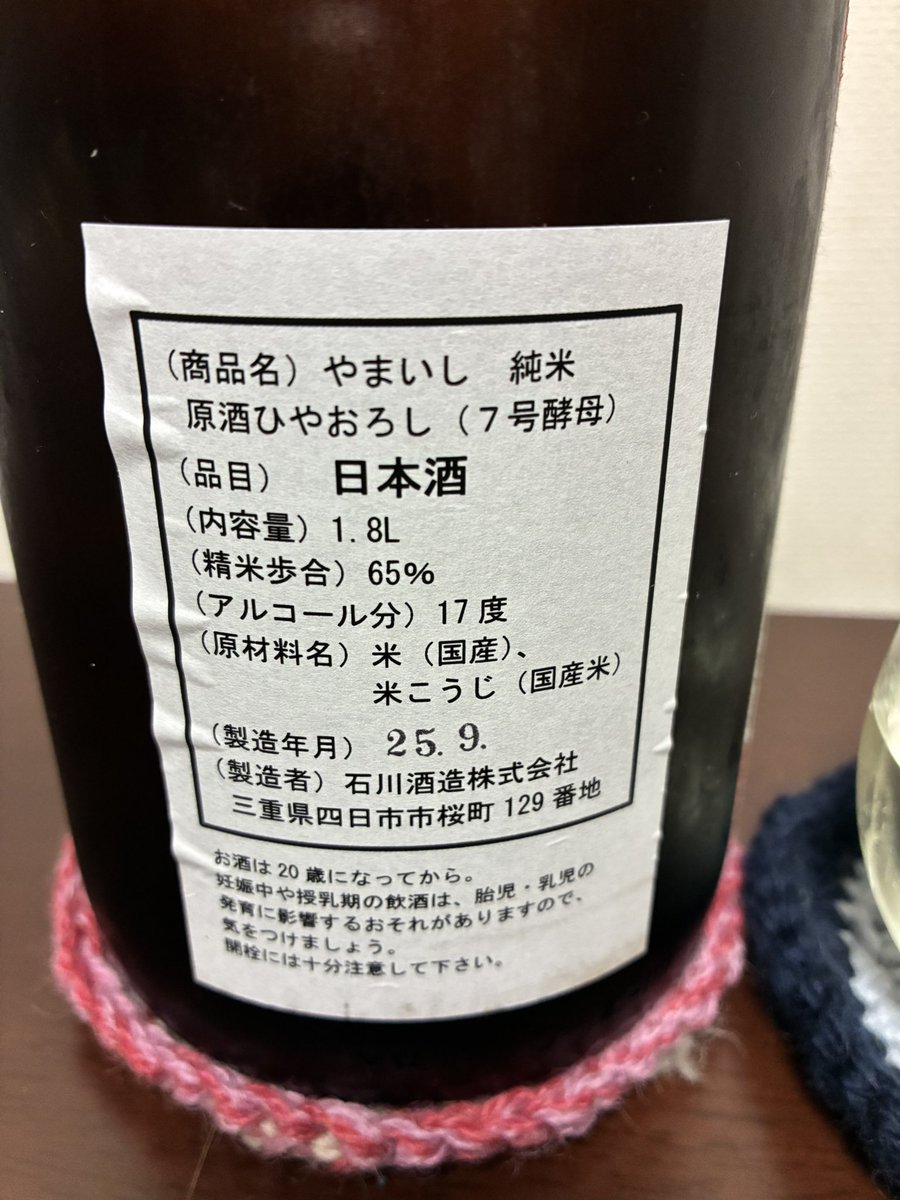 (商品名) やまいし 純米
原酒ひやおろし (7号酵母)
(品目) 日本酒
(内容量) 1.8L
(精米歩合) 65%
(アルコール分) 17度
(原材料名) 米 (国産)、
米こうじ (国産米)
(製造年月) 25.9.
(製造者) 石川酒造株式会社
三重県四日市市桜町129番地
お酒は20歳になってから。
妊娠中や授乳期の飲酒は、胎児・乳児の
発育に影響するおそれがありますので、
気をつけましょう。
開栓には十分注意して下さい。